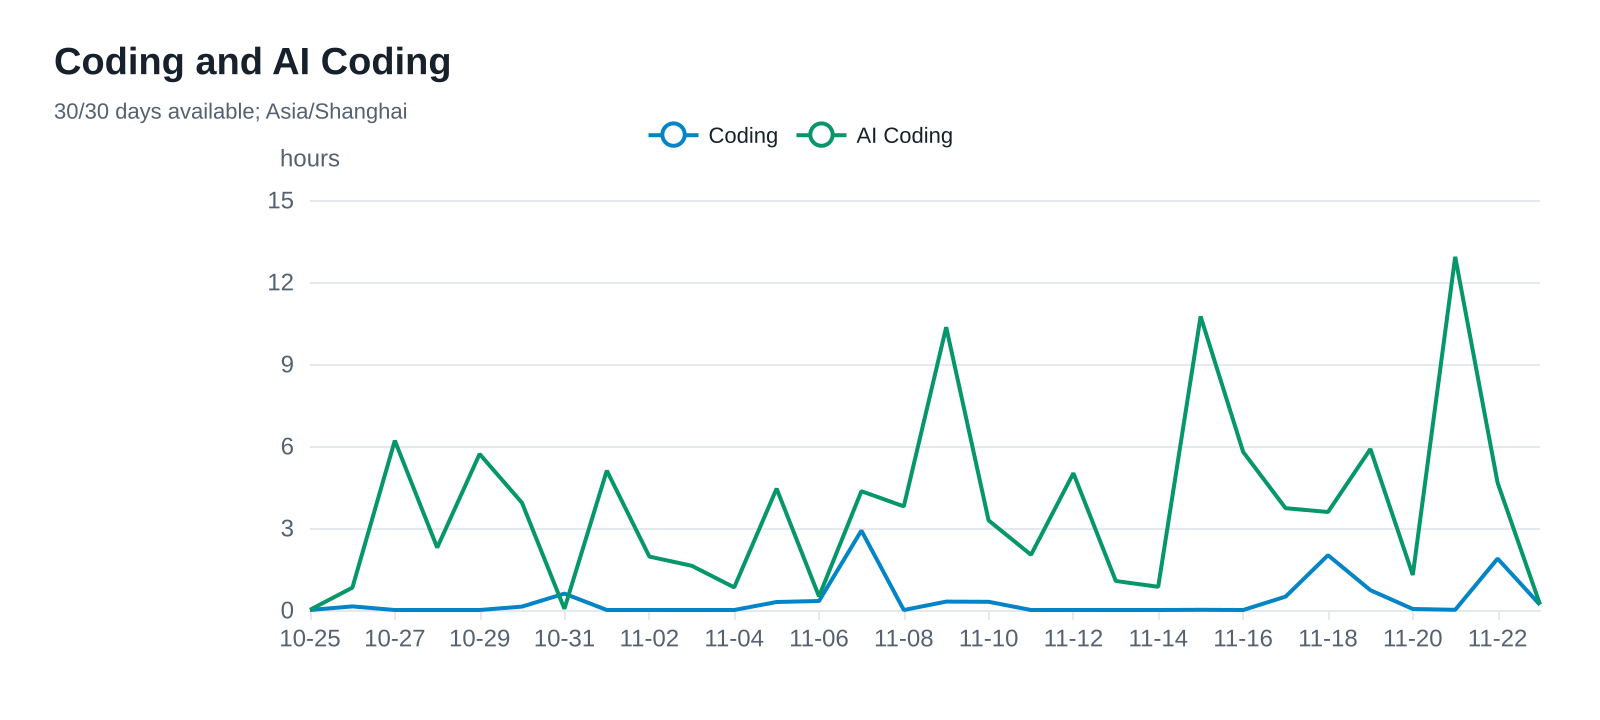 Coding and AI Coding
30/30 days available; Asia/Shanghai
Coding AI Coding
hours
15
12
9
6
3
0
10-25 10-27 10-29 10-31 11-02 11-04 11-06 11-08 11-10 11-12 11-14 11-16 11-18 11-20 11-22